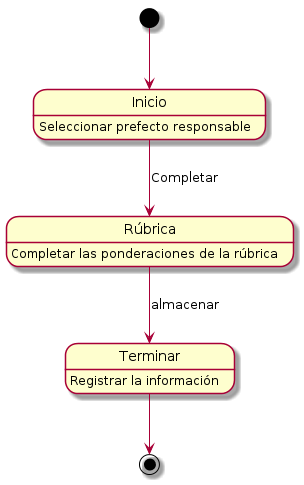 Inicio
Seleccionar prefecto responsable
Completar
Rúbrica
Completar las ponderaciones de la rúbrica
almacenar
Terminar
Registrar la información